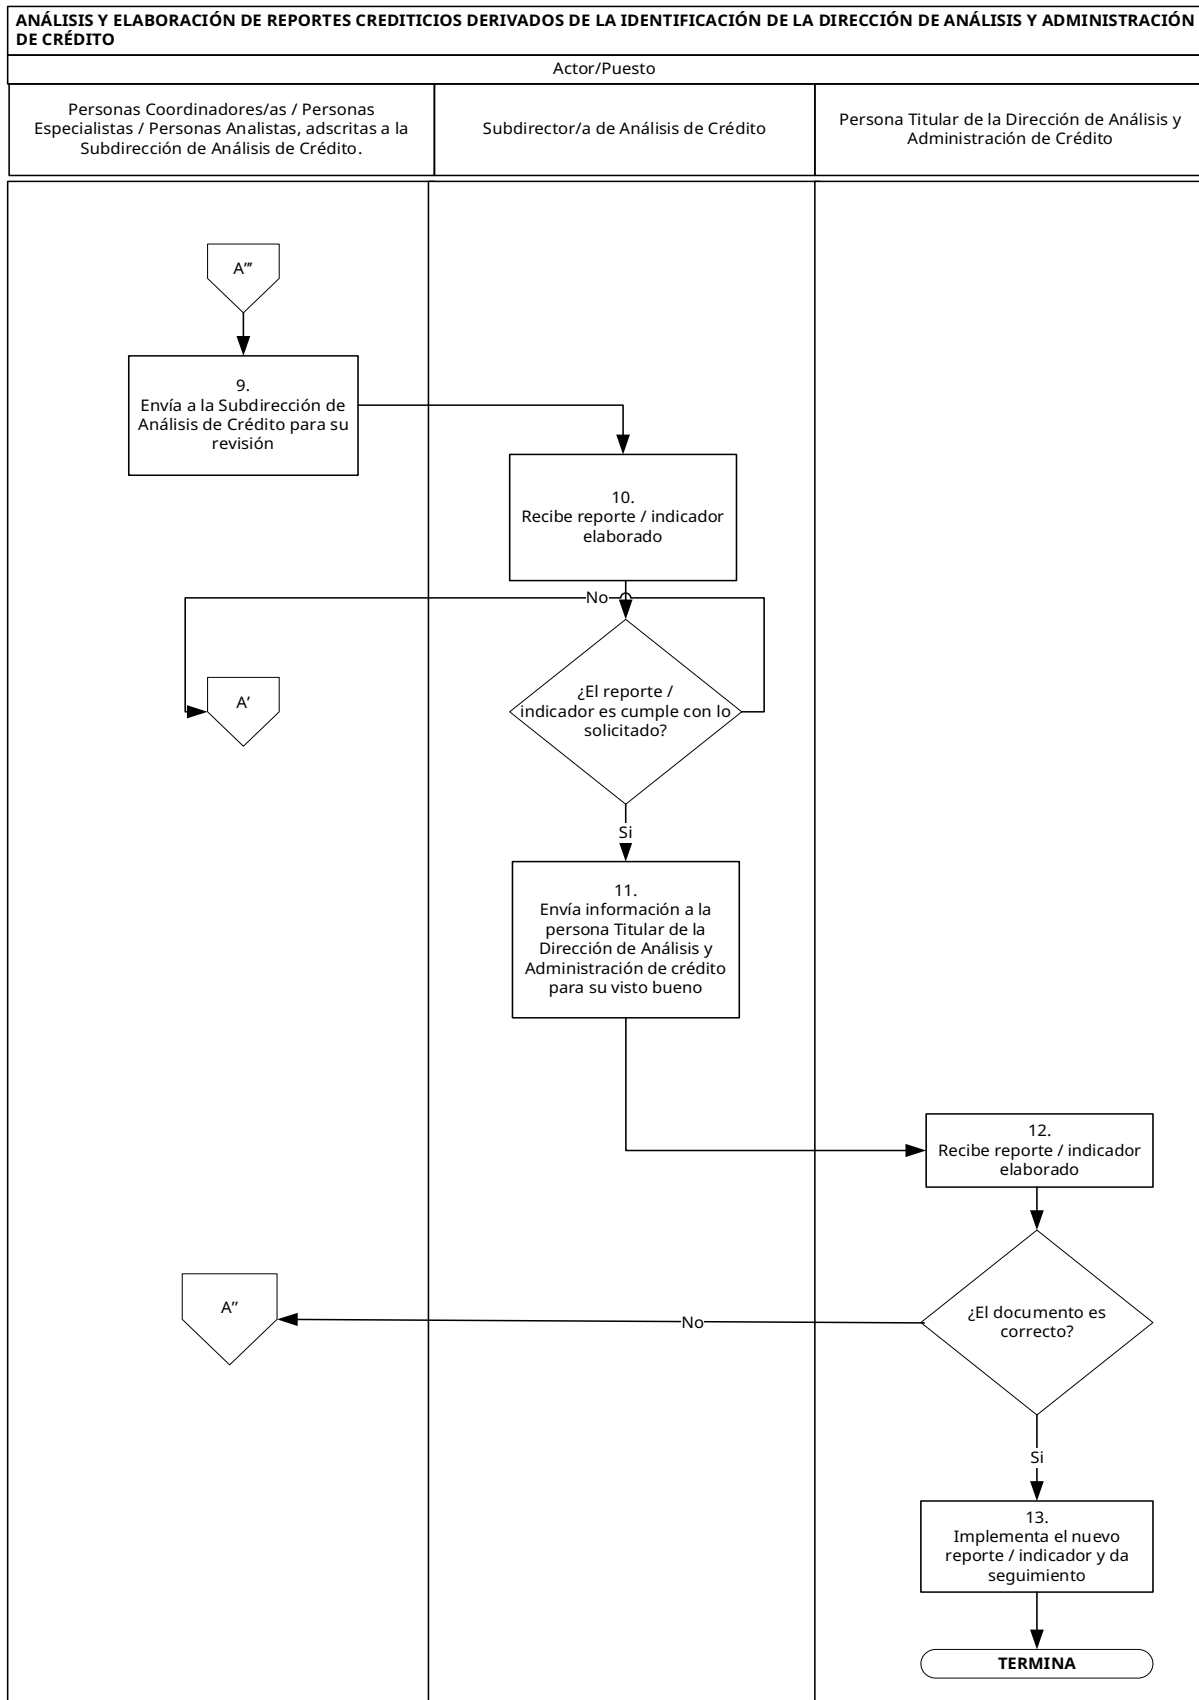 ANÁLISIS Y ELABORACIÓN DE REPORTES CREDITICIOS DERIVADOS DE LA IDENTIFICACIÓN DE LA DIRECCIÓN DE ANÁLISIS Y ADMINISTRACIÓN
DE CRÉDITO
Actor/Puesto
Personas Coordinadores/as / Personas
Especialistas / Personas Analistas, adscritas a la
Subdirección de Análisis de Crédito.
Subdirector/a de Análisis de Crédito
Persona Titular de la Dirección de Análisis y
Administración de Crédito
A’’’
9.
Envía a la Subdirección de
Análisis de Crédito para su
revisión
10.
Recibe reporte / indicador
elaborado
No
A’
¿El reporte /
indicador es cumple con lo
solicitado?
Si
11.
Envía información a la
persona Titular de la
Dirección de Análisis y
Administración de crédito
para su visto bueno
12.
Recibe reporte / indicador
elaborado
A’’
No
¿El documento es
correcto?
Si
13.
Implementa el nuevo
reporte / indicador y da
seguimiento
TERMINA